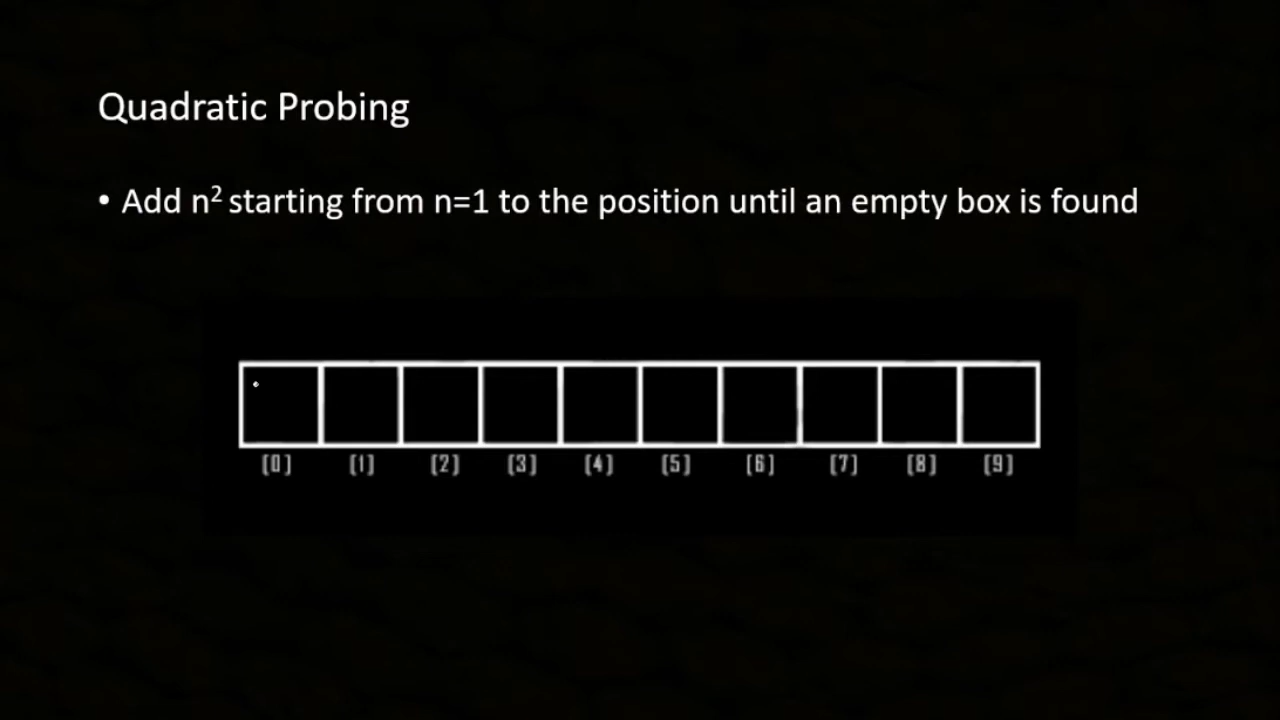 Quadratic Probing
• Add n² starting from n=1 to the position until an empty box is found
[0] [1] [2] [3] [4] [5] [6] [7] [8] [9]